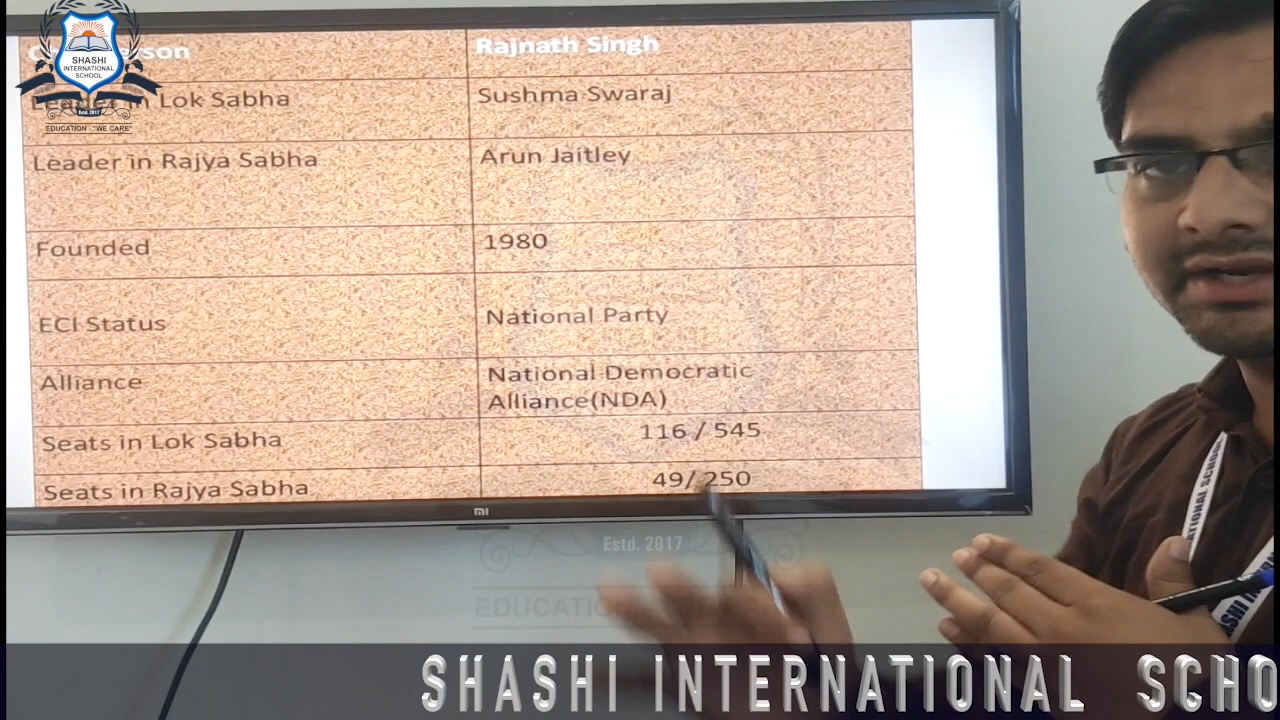 SHASHI
INTERNATIONAL
SCHOOL
Estd. 2017
EDUCATION - "WE CARE"
Rajnath Singh
Lok Sabha
Sushma Swaraj
Leader in Rajya Sabha
Arun Jaitley
Founded
1980
ECI Status
National Party
Alliance
National Democratic
Alliance(NDA)
Seats in Lok Sabha
116 / 545
Seats in Rajya Sabha
49/ 250
mi
Estd. 2017
SHASHI INTERNATIONAL SCHO